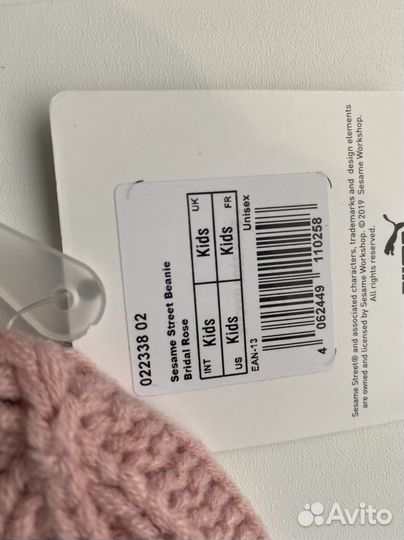 022338 02
Sesame Street Beanie
Bridal Rose
INT Kids UK Kids
US Kids FR Kids
Unisex
EAN-13
4 062449 110258
Sesame Street® and associated characters, trademarks and design elements
are owned and licensed by Sesame Workshop. © 2019 Sesame Workshop.
All rights reserved.
Avito